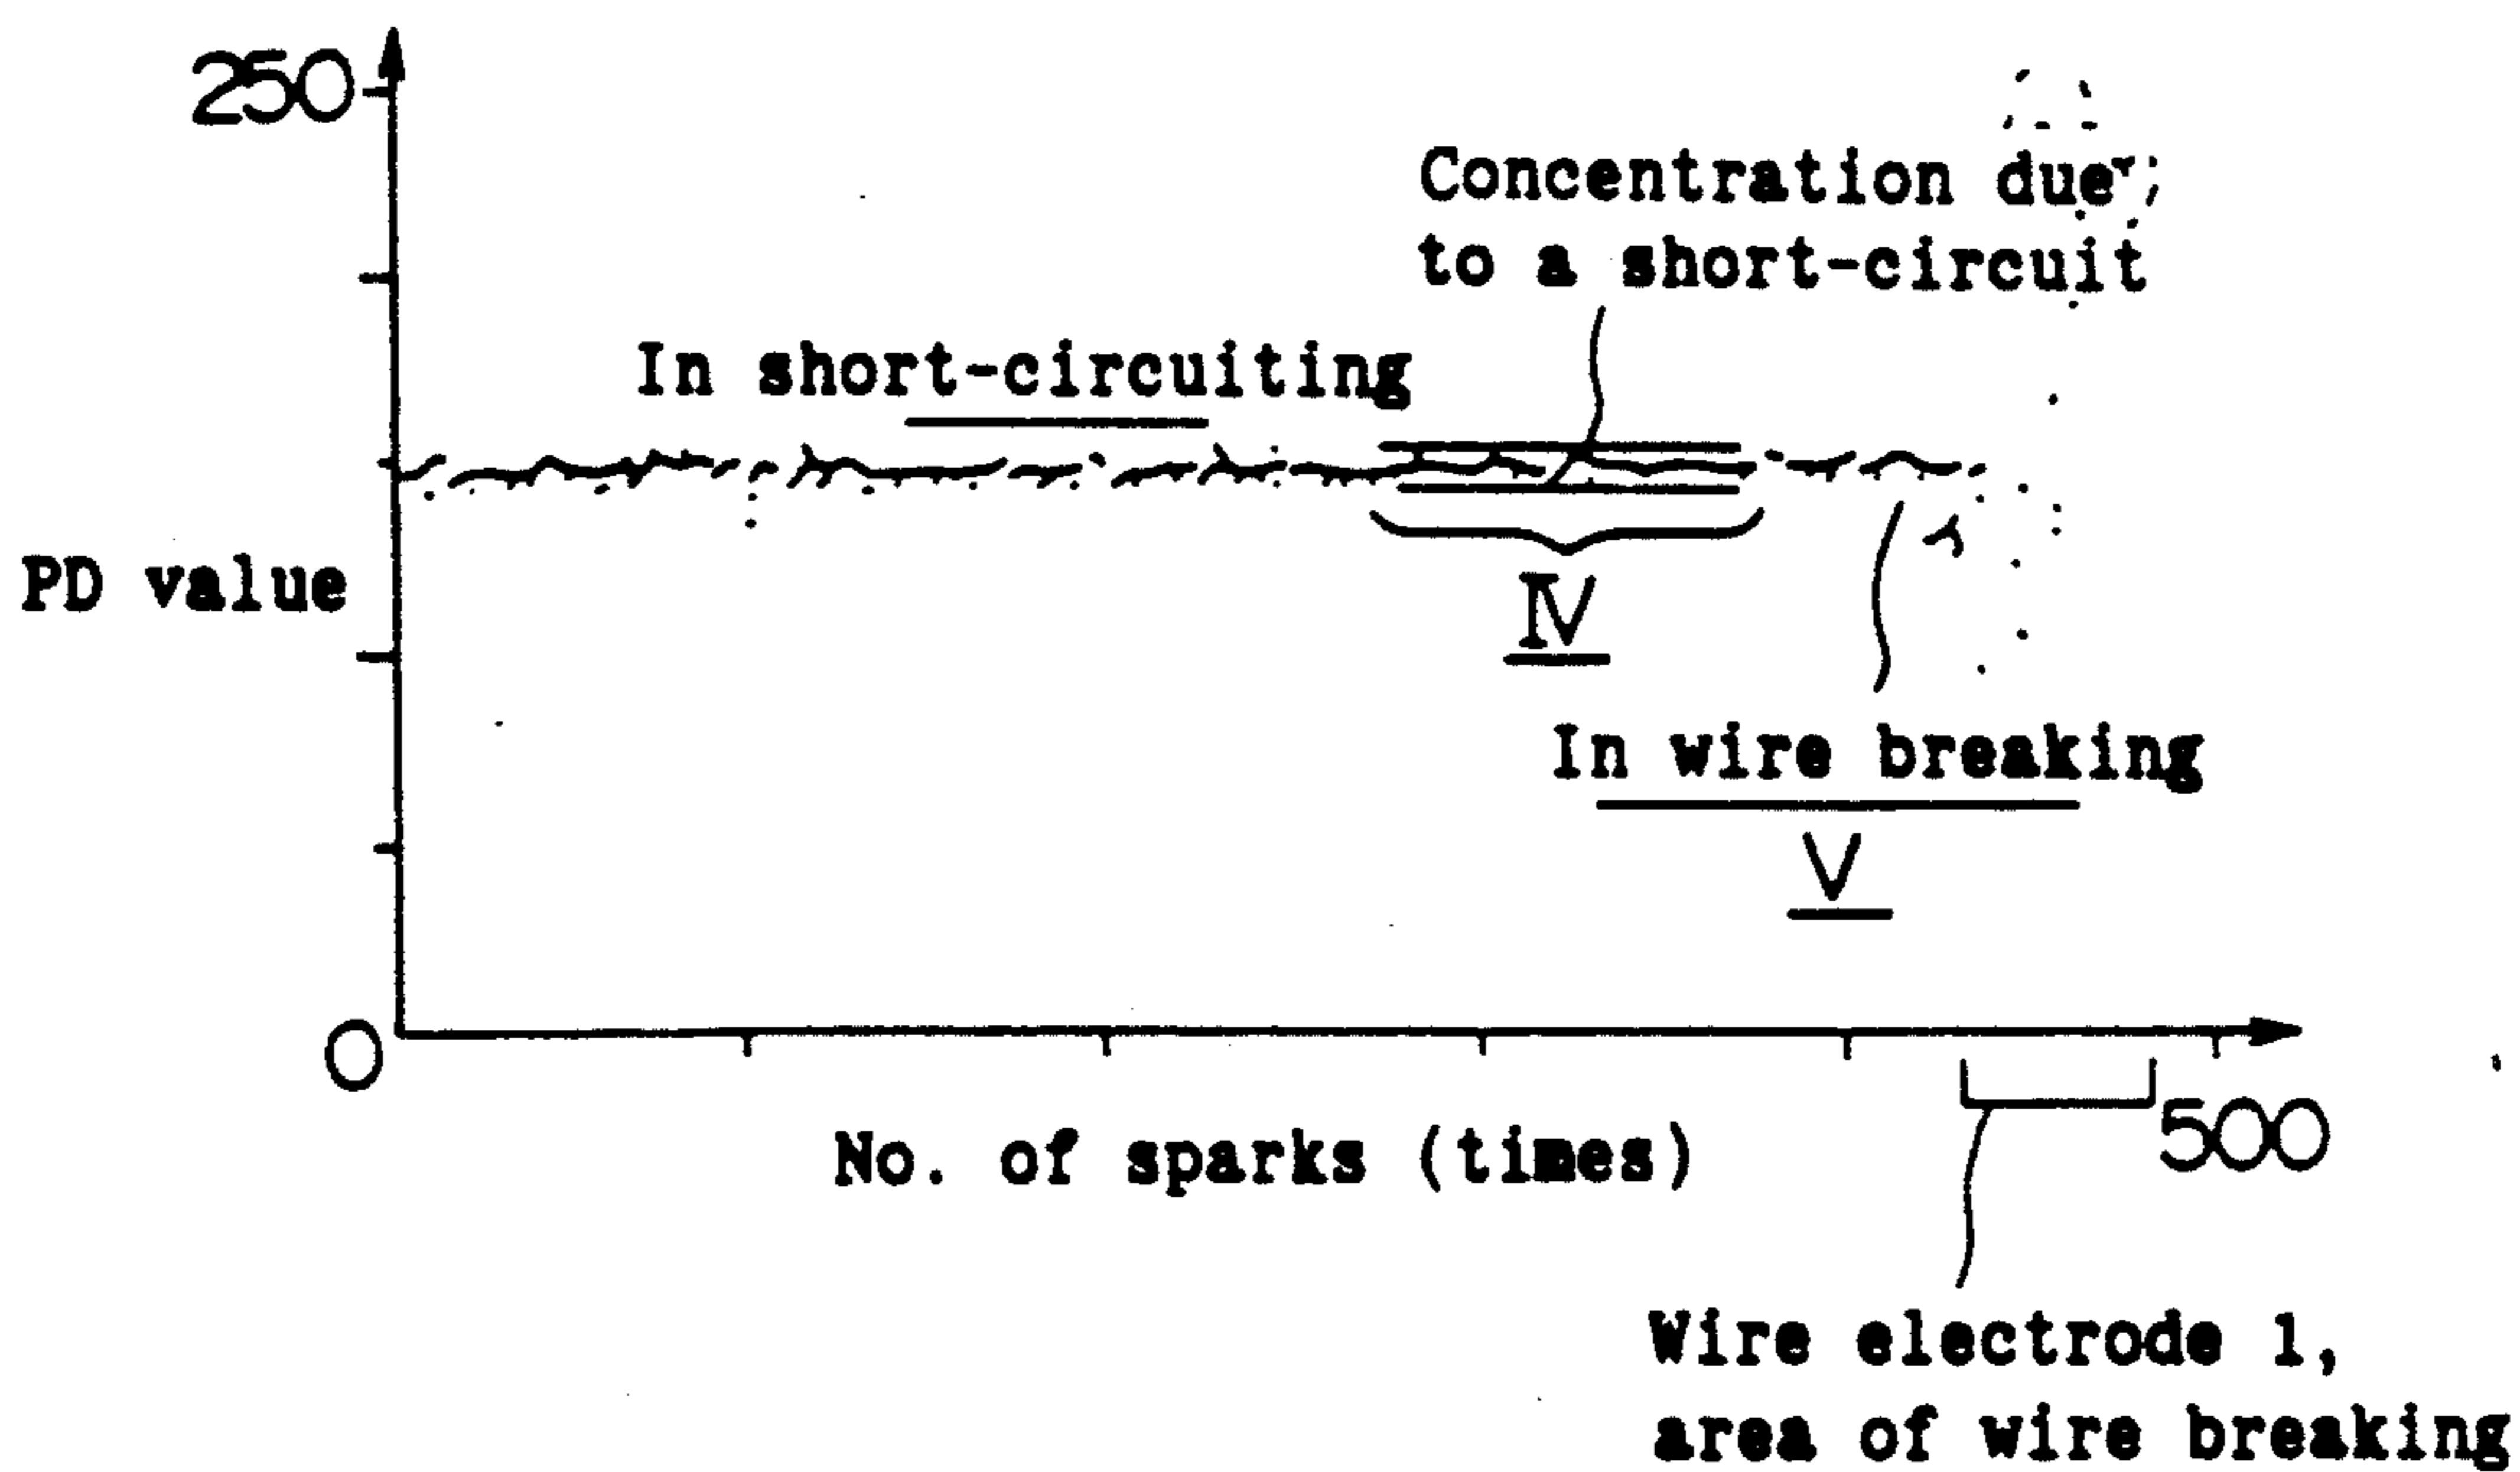 250
Concentration due
to a short-circuit
In short-circuiting
PD value
IV
In wire breaking
V
0
500
No. of sparks (times)
Wire electrode 1,
area of wire breaking